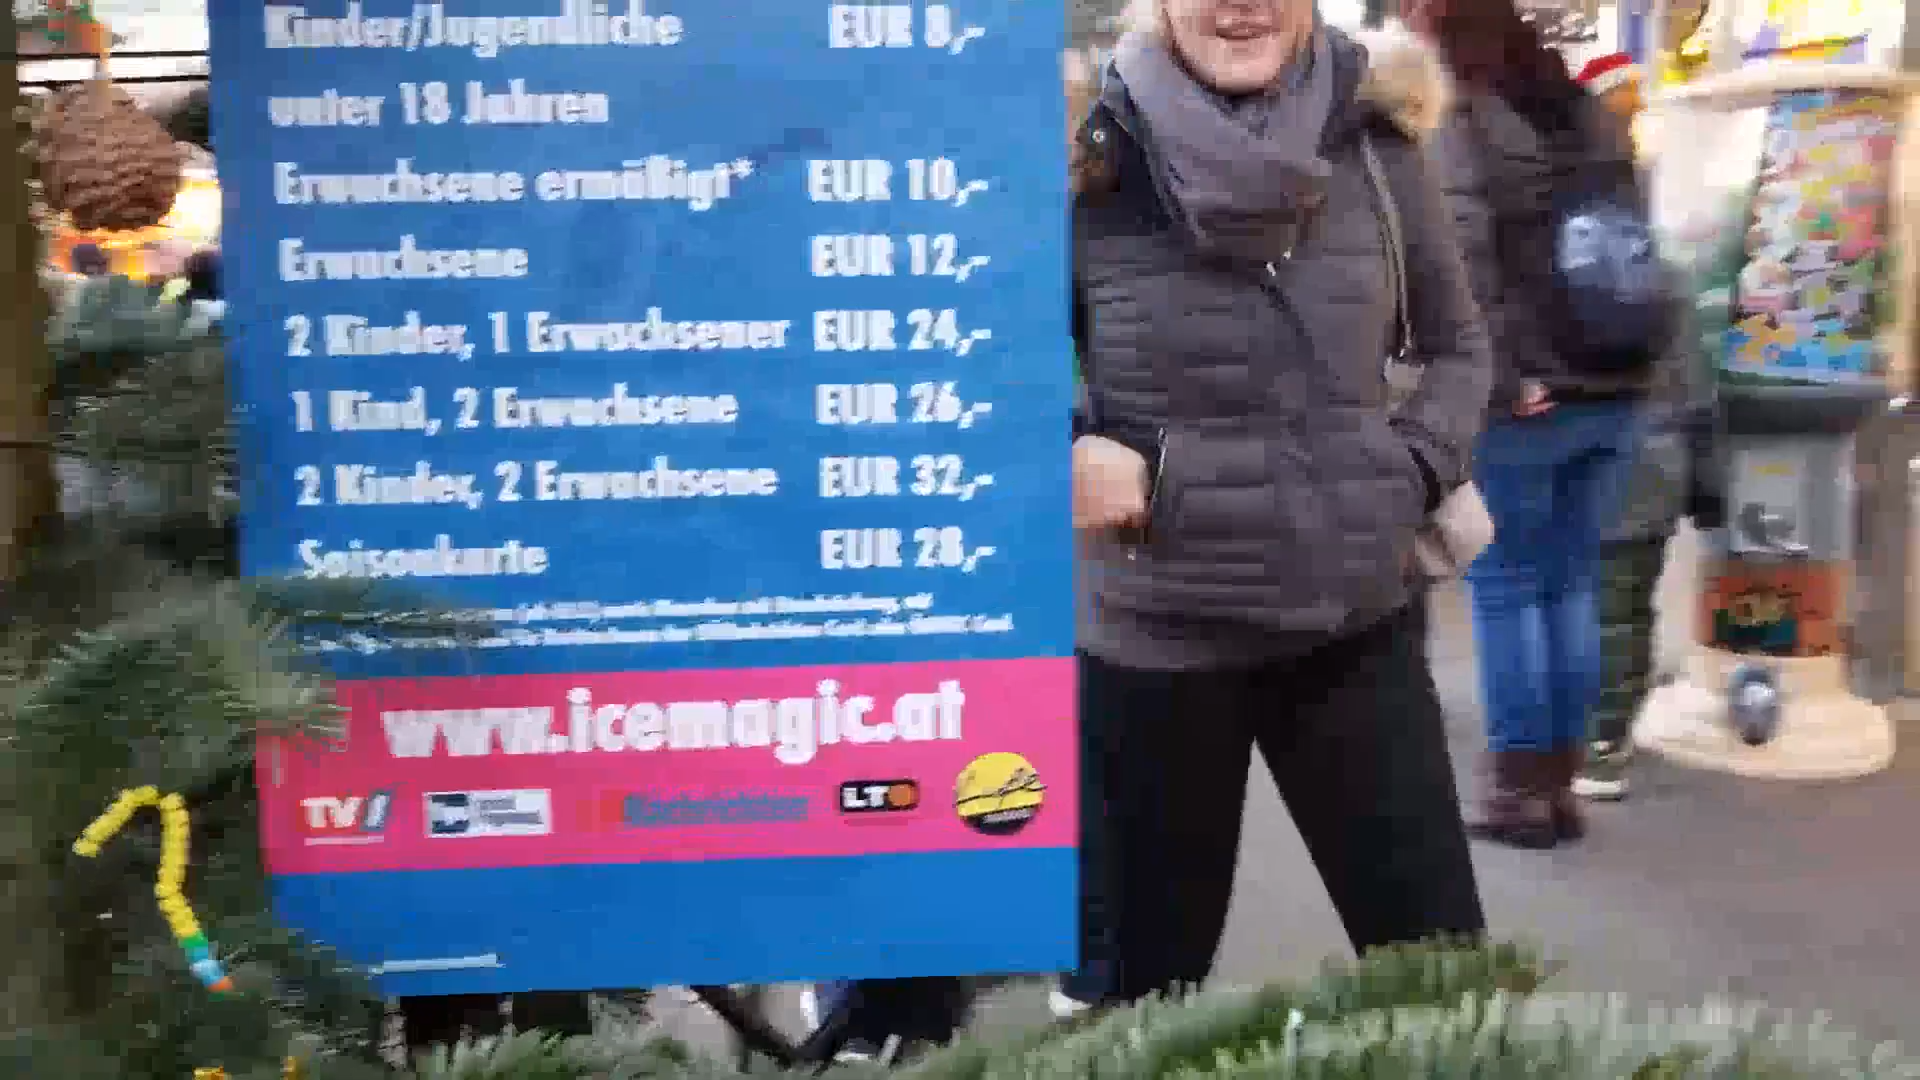 Kinder/Jugendliche EUR 8,-
unter 18 Jahren
Erwachsene ermäßigt* EUR 10,-
Erwachsene EUR 12,-
2 Kinder, 1 Erwachsener EUR 24,-
1 Kind, 2 Erwachsene EUR 26,-
2 Kinder, 2 Erwachsene EUR 32,-
Saisonkarte EUR 28,-
www.icemagic.at
TV
LT